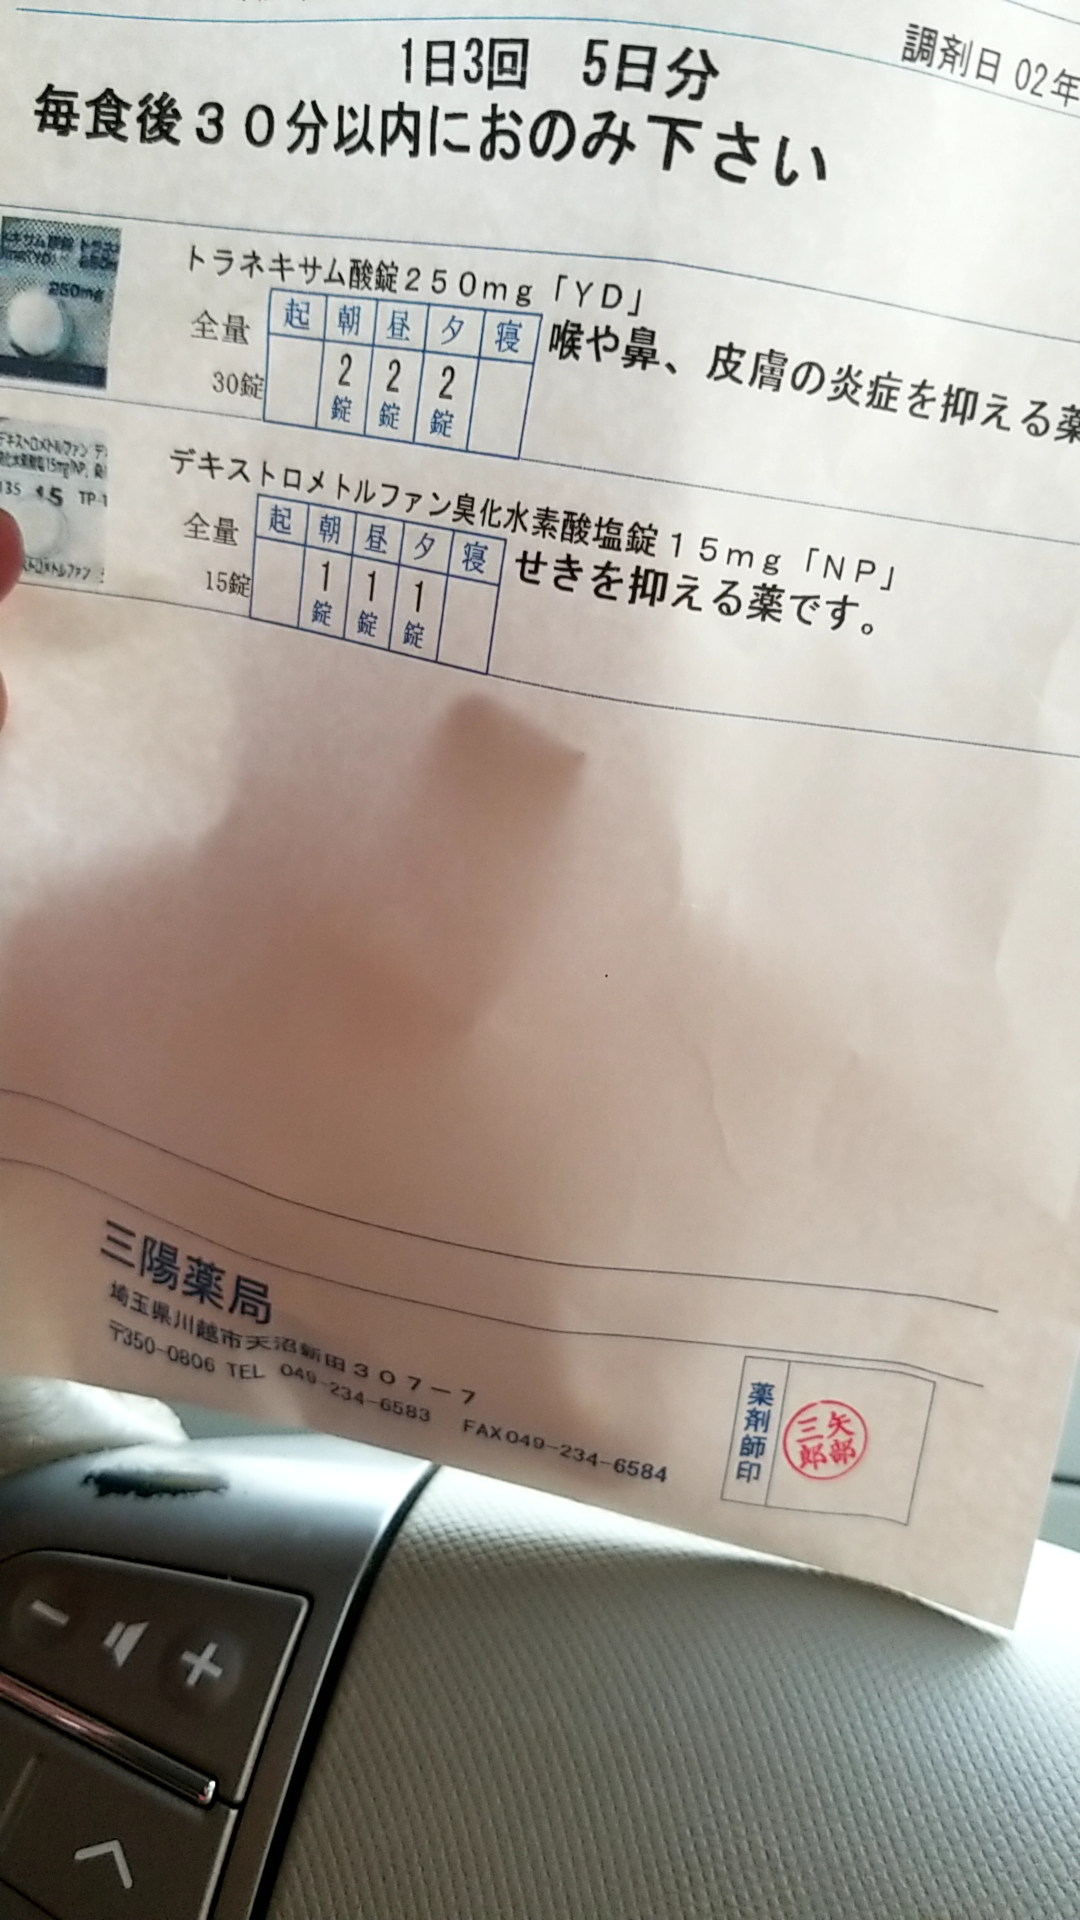 調剤日 02年
1日3回 5日分
毎食後30分以内におのみ下さい
250mg
トラネキサム酸錠250mg「YD」
全量 30錠
起 朝 昼 夕 寝
2錠 2錠 2錠
喉や鼻、皮膚の炎症を抑える薬
デキストロメトルファン臭化水素酸塩錠15mg「NP」
全量 15錠
起 朝 昼 夕 寝
1錠 1錠 1錠
せきを抑える薬です。
三陽薬局
埼玉県川越市天沼新田307-7
〒350-0806 TEL 049-234-6583 FAX049-234-6584
薬剤師印
矢部三郎